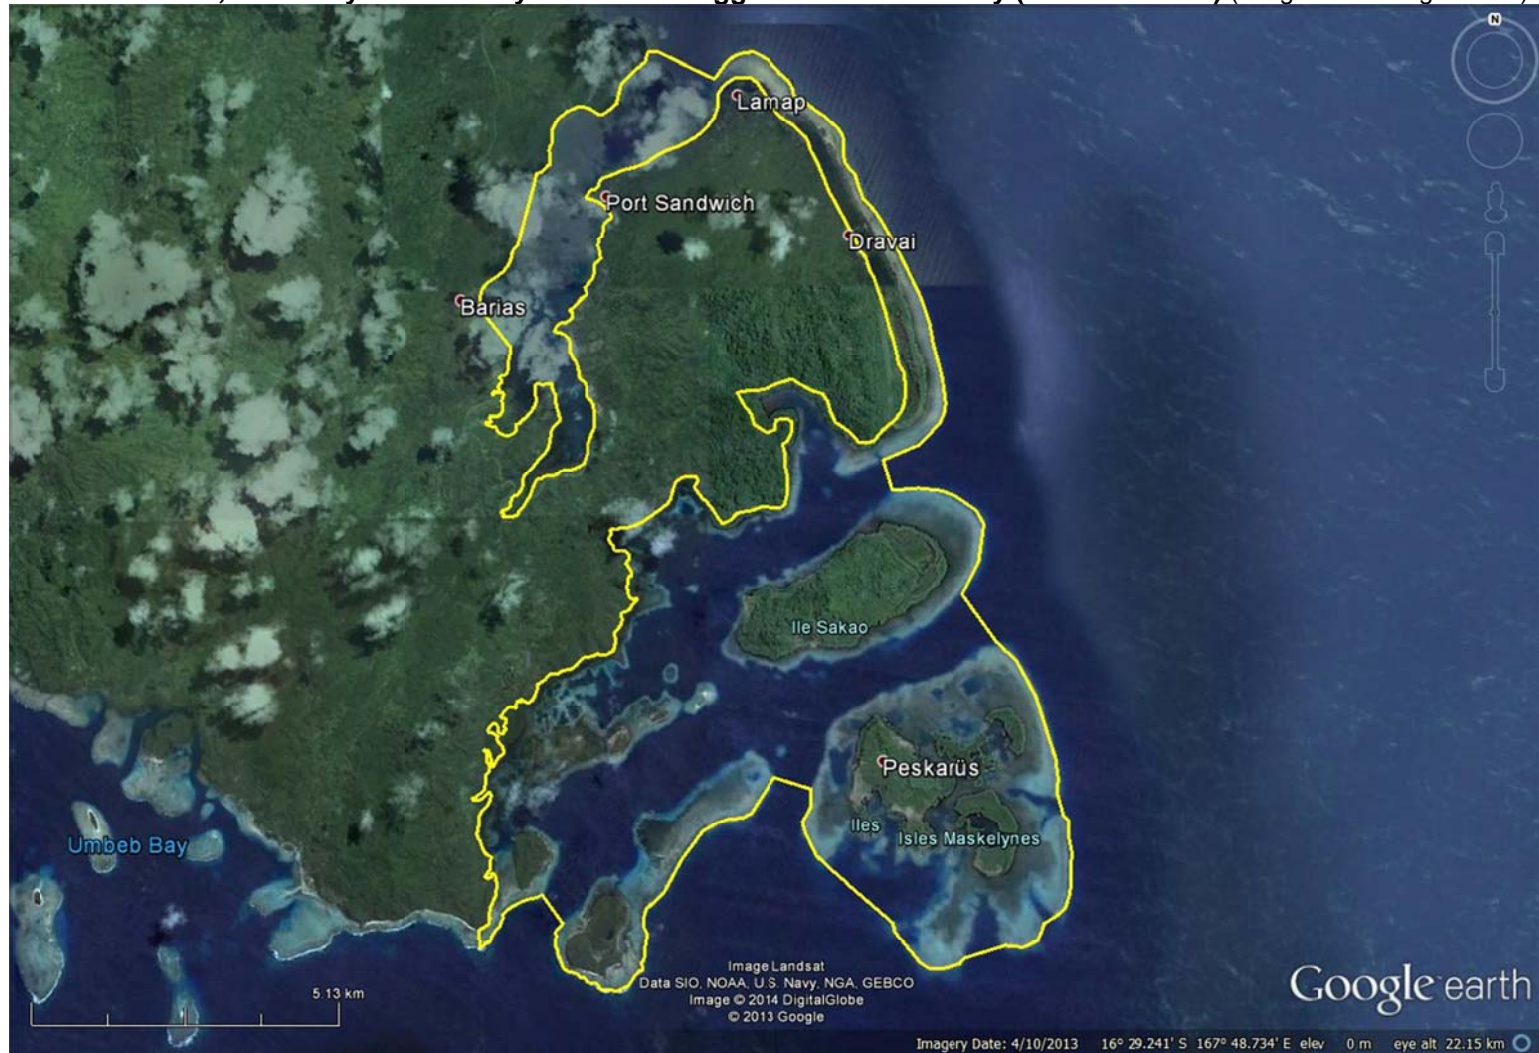 N
Lamap
Port Sandwich
Dravai
Barias
Ile Sakao
Peskarüs
Iles
Isles Maskelynes
Umbeb Bay
Image Landsat
Data SIO, NOAA, U.S. Navy, NGA, GEBCO
Image © 2014 DigitalGlobe
© 2013 Google
5.13 km
Google earth
Imagery Date: 4/10/2013 16° 29.241' S 167° 48.734' E elev 0 m eye alt 22.15 km